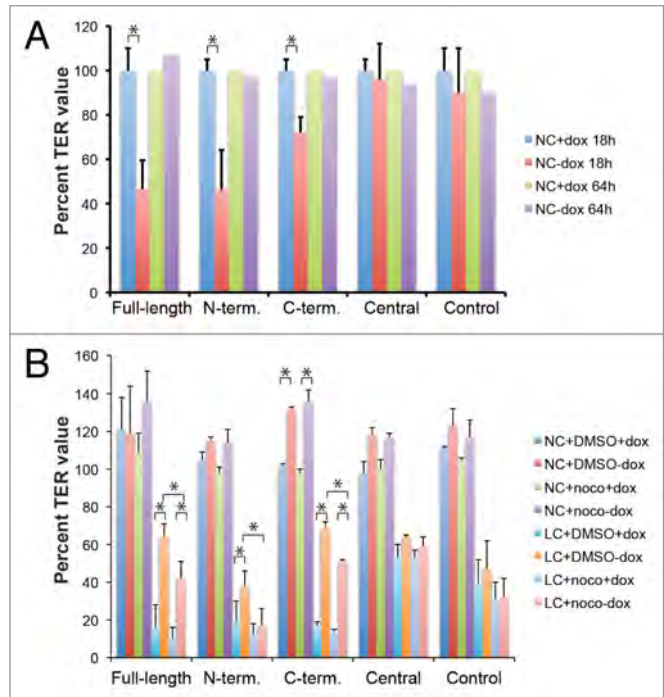 A
Percent TER value
120
100
80
60
40
20
0
* * *
Full-length N-term. C-term. Central Control
NC+dox 18h
NC-dox 18h
NC+dox 64h
NC-dox 64h
B
Percent TER value
160
140
120
100
80
60
40
20
0
* *
* * *
* *
* * *
Full-length N-term. C-term. Central Control
NC+DMSO+dox
NC+DMSO-dox
NC+noco+dox
NC+noco-dox
LC+DMSO+dox
LC+DMSO-dox
LC+noco+dox
LC+noco-dox